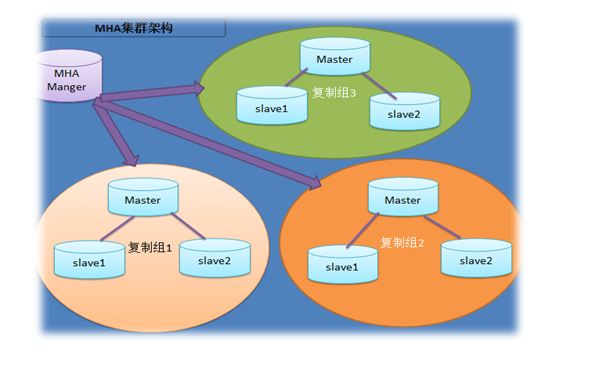 MHA集群架构
MHA
Manger
Master
slave1
复制组3
slave2
Master
复制组1
slave1
slave2
Master
复制组2
slave1
slave2